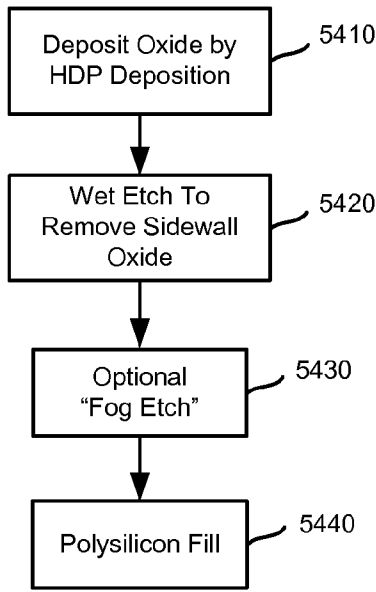 Deposit Oxide by
HDP Deposition
5410
Wet Etch To
Remove Sidewall
Oxide
5420
Optional
“Fog Etch”
5430
Polysilicon Fill
5440